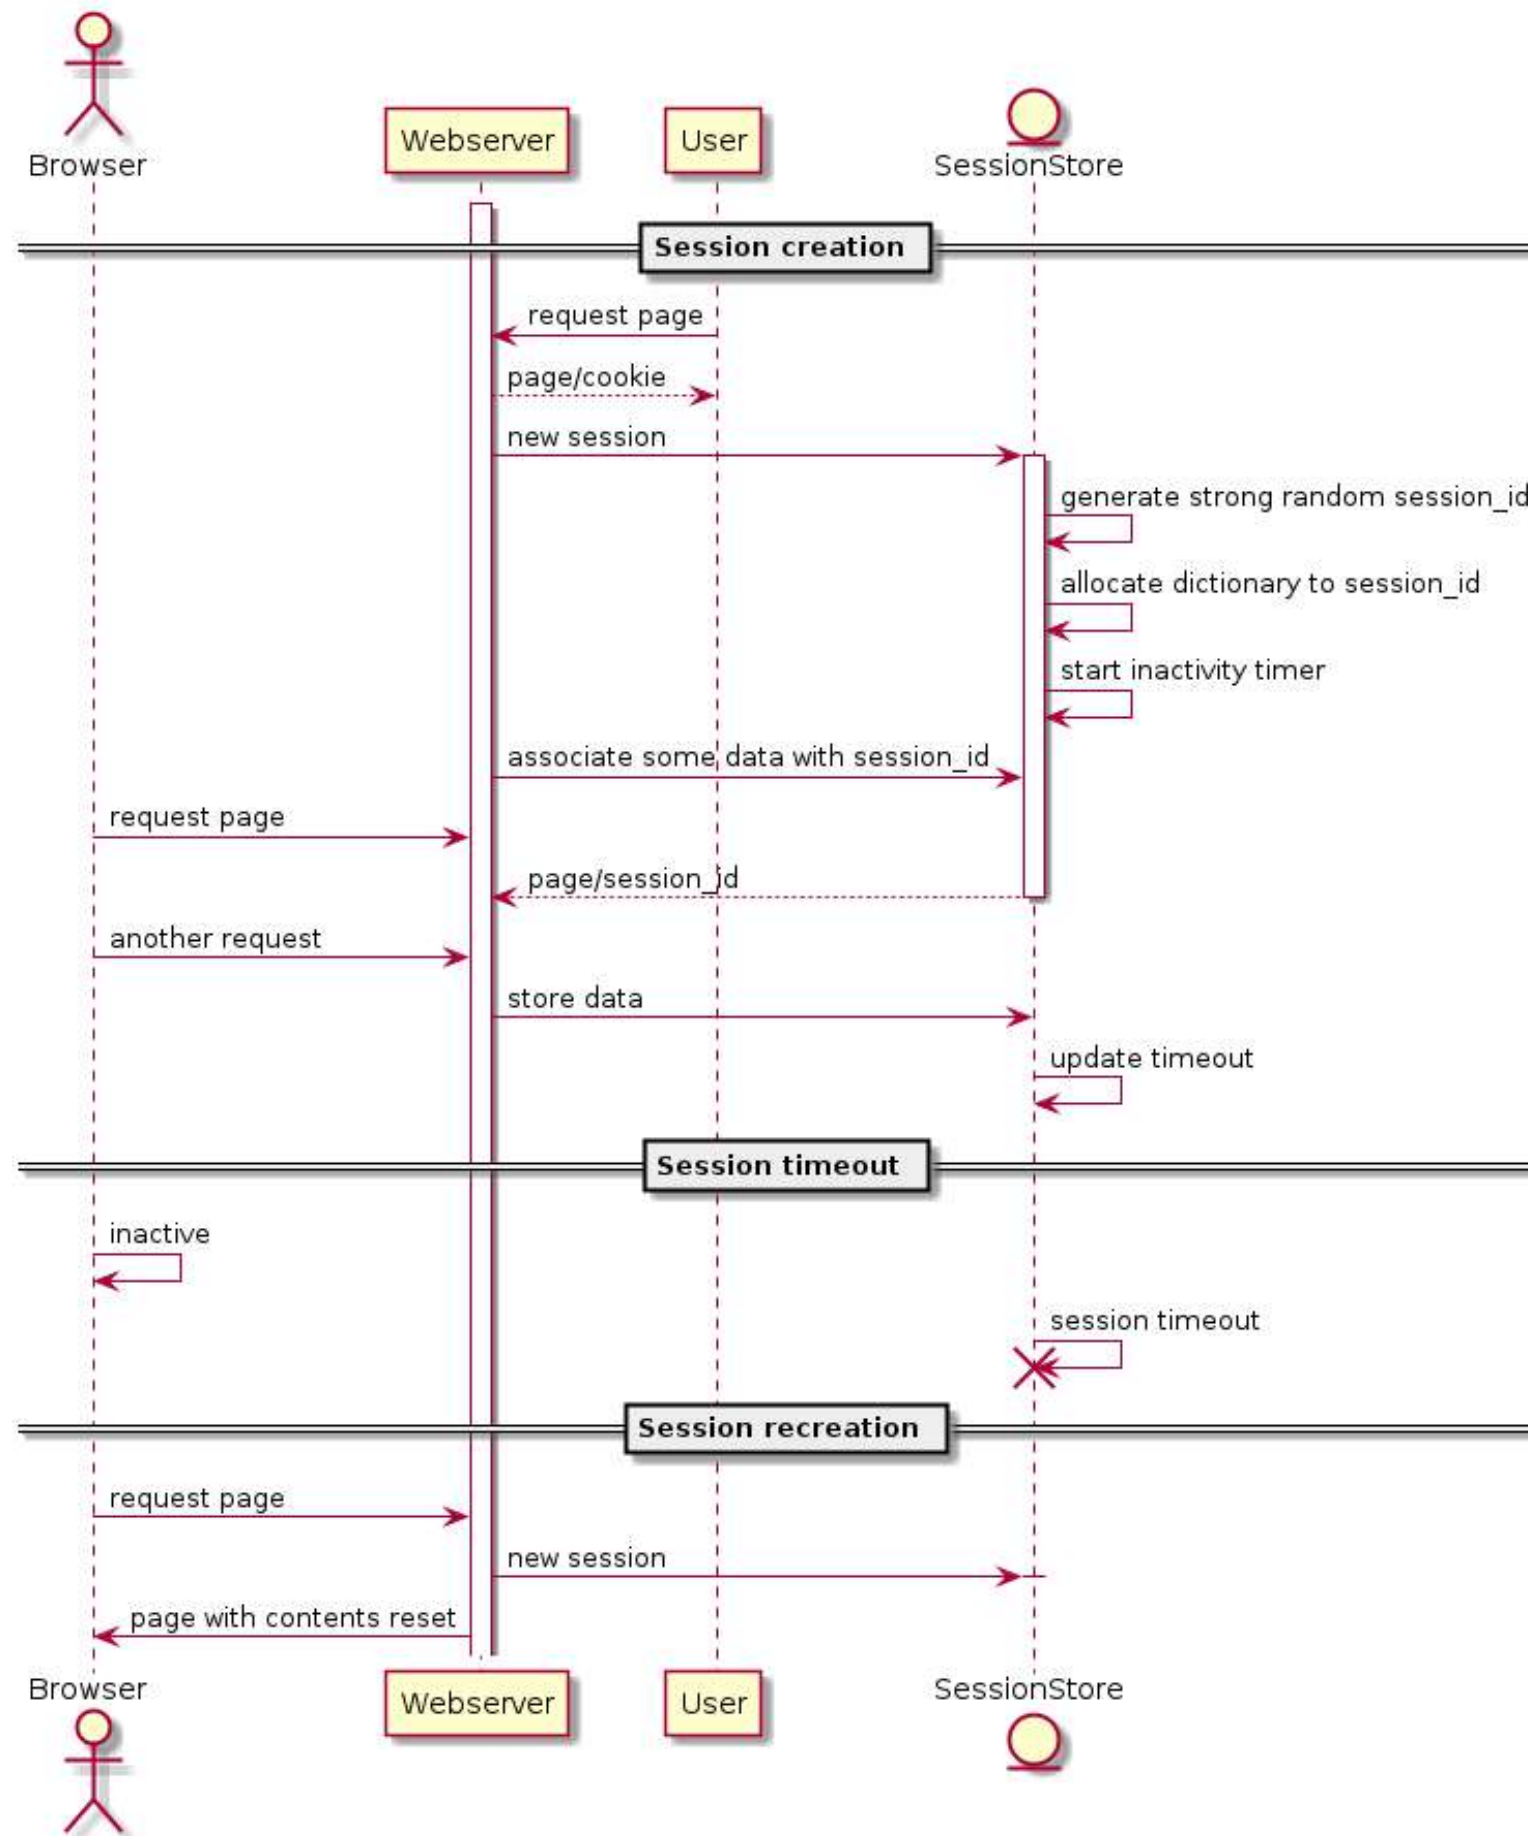 Browser
Webserver
User
SessionStore
Session creation
request page
page/cookie
new session
generate strong random session_id
allocate dictionary to session_id
start inactivity timer
associate some data with session_id
request page
page/session_id
another request
store data
update timeout
Session timeout
inactive
session timeout
Session recreation
request page
new session
page with contents reset
Browser
Webserver
User
SessionStore